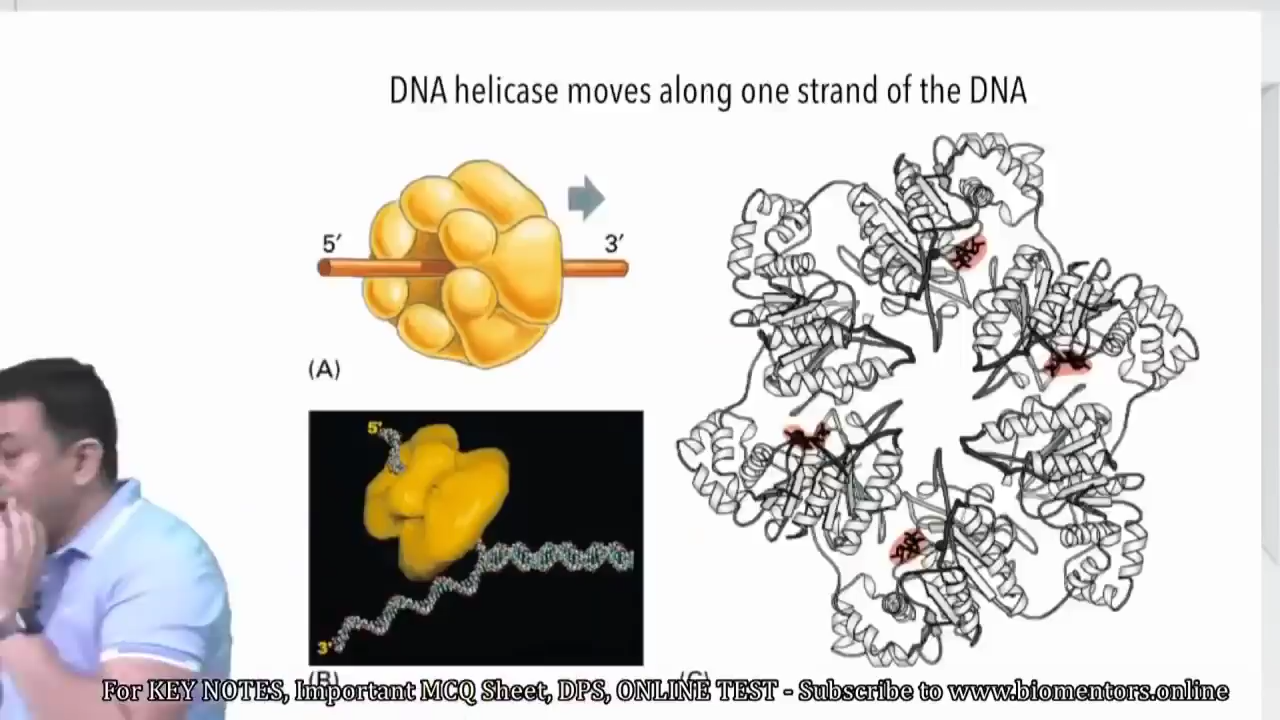 DNA helicase moves along one strand of the DNA
5′
3′
(A)
5'
3'
(B)
(C)
For KEY NOTES, Important MCQ Sheet, DPS, ONLINE TEST - Subscribe to www.biomentors.online